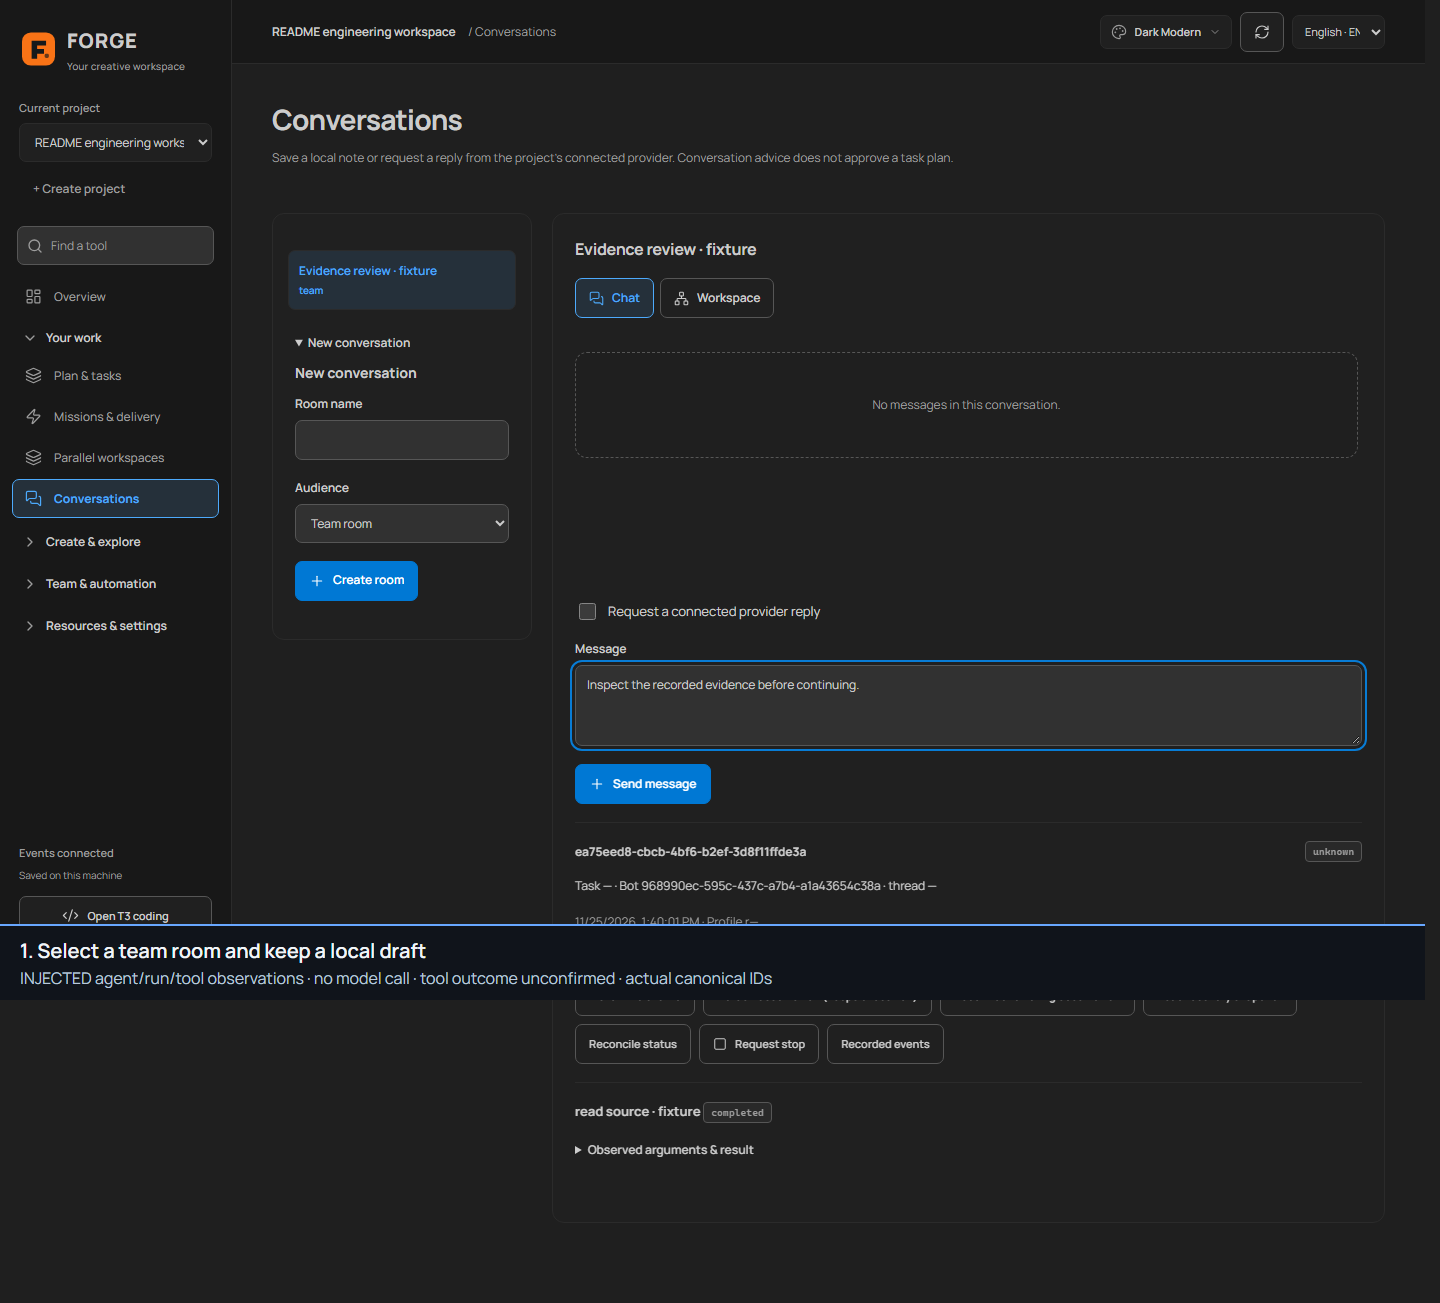 FORGE
Your creative workspace
Current project
README engineering works
+ Create project
Find a tool
Overview
Your work
Plan & tasks
Missions & delivery
Parallel workspaces
Conversations
Create & explore
Team & automation
Resources & settings
Events connected
Saved on this machine
Open T3 coding
README engineering workspace / Conversations
Dark Modern
English · EN
Conversations
Save a local note or request a reply from the project's connected provider. Conversation advice does not approve a task plan.
Evidence review · fixture
team
New conversation
New conversation
Room name
Audience
Team room
Create room
Evidence review · fixture
Chat
Workspace
No messages in this conversation.
Request a connected provider reply
Message
Inspect the recorded evidence before continuing.
Send message
ea75eed8-cbcb-4bf6-b2ef-3d8f11ffde3a
unknown
Task — · Bot 968990ec-595c-437c-a7b4-a1a43654c38a · thread —
11/25/2026, 1:40:01 PM · Profile r—
1. Select a team room and keep a local draft
INJECTED agent/run/tool observations · no model call · tool outcome unconfirmed · actual canonical IDs
Reconcile status
Request stop
Recorded events
read source · fixture
completed
Observed arguments & result